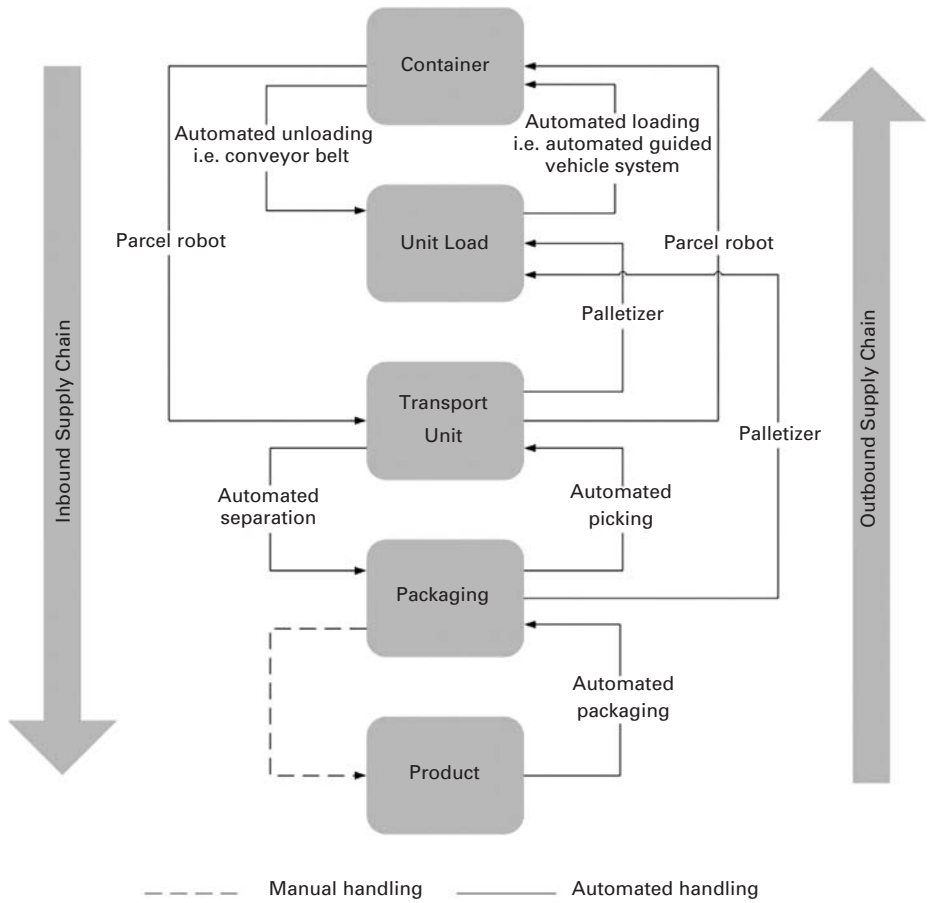 Container
Automated unloading
i.e. conveyor belt
Automated loading
i.e. automated guided
vehicle system
Parcel robot
Unit Load
Parcel robot
Palletizer
Inbound Supply Chain
Outbound Supply Chain
Transport
Unit
Palletizer
Automated
separation
Automated
picking
Packaging
Automated
packaging
Product
Manual handling
Automated handling